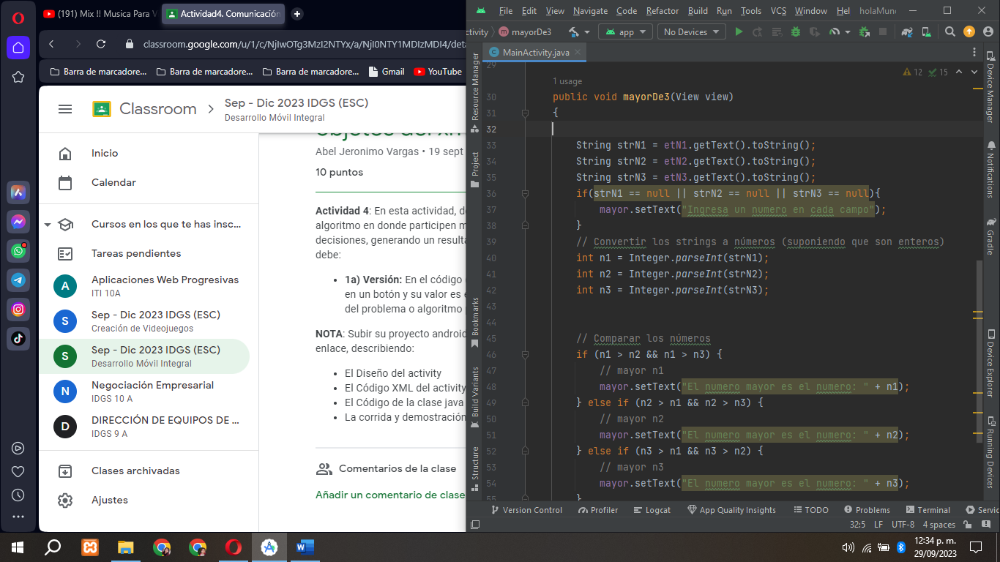 (191) Mix !! Musica Para V
Actividad4. Comunicación
classroom.google.com/u/1/c/NjIwOTg3MzI2NTYx/a/NjI0NTY1MDIzMDI4/deta
Barra de marcadore...
Barra de marcadore...
Barra de marcadore...
Gmail
YouTube
Classroom
Sep - Dic 2023 IDGS (ESC)
Desarrollo Móvil Integral
Inicio
Calendar
Cursos en los que te has insc...
Tareas pendientes
A
Aplicaciones Web Progresivas
ITI 10A
S
Sep - Dic 2023 IDGS (ESC)
Creación de Videojuegos
S
Sep - Dic 2023 IDGS (ESC)
Desarrollo Móvil Integral
N
Negociación Empresarial
IDGS 10 A
D
DIRECCIÓN DE EQUIPOS DE ...
IDGS 9 A
Clases archivadas
Ajustes
Abel Jeronimo Vargas • 19 sept
10 puntos
Actividad 4: En esta actividad, d
algoritmo en donde participen m
decisiones, generando un resulta
debe:
• 1a) Versión: En el código
en un botón y su valor es e
del problema o algoritmo
NOTA: Subir su proyecto android
enlace, describiendo:
• El Diseño del activity
• El Código XML del activity
• El Código de la clase java
• La corrida y demostración
Comentarios de la clase
Añadir un comentario de clase
File Edit View Navigate Code Refactor Build Run Tools VCS Window Hel holaMun
ctivity mayorDe3 app No Devices
MainActivity.java
12 15
29
1 usage
30 public void mayorDe3(View view)
31 {
32
33 String strN1 = etN1.getText().toString();
34 String strN2 = etN2.getText().toString();
35 String strN3 = etN3.getText().toString();
36 if(strN1 == null || strN2 == null || strN3 == null){
37 mayor.setText("Ingresa un numero en cada campo");
38 }
39 // Convertir los strings a números (suponiendo que son enteros)
40 int n1 = Integer.parseInt(strN1);
41 int n2 = Integer.parseInt(strN2);
42 int n3 = Integer.parseInt(strN3);
43
44
45 // Comparar los números
46 if (n1 > n2 && n1 > n3) {
47 // mayor n1
48 mayor.setText("El numero mayor es el numero: " + n1);
49 } else if (n2 > n1 && n2 > n3) {
50 // mayor n2
51 mayor.setText("El numero mayor es el numero: " + n2);
52 } else if (n3 > n1 && n3 > n2) {
53 // mayor n3
54 mayor.setText("El numero mayor es el numero: " + n3);
55 }
Resource Manager
Project
Bookmarks
Build Variants
Structure
Device Manager
Notifications
Gradle
Device Explorer
Running Devices
Version Control Profiler Logcat App Quality Insights TODO Problems Terminal Servic
32:5 LF UTF-8 4 spaces
12:34 p. m.
29/09/2023